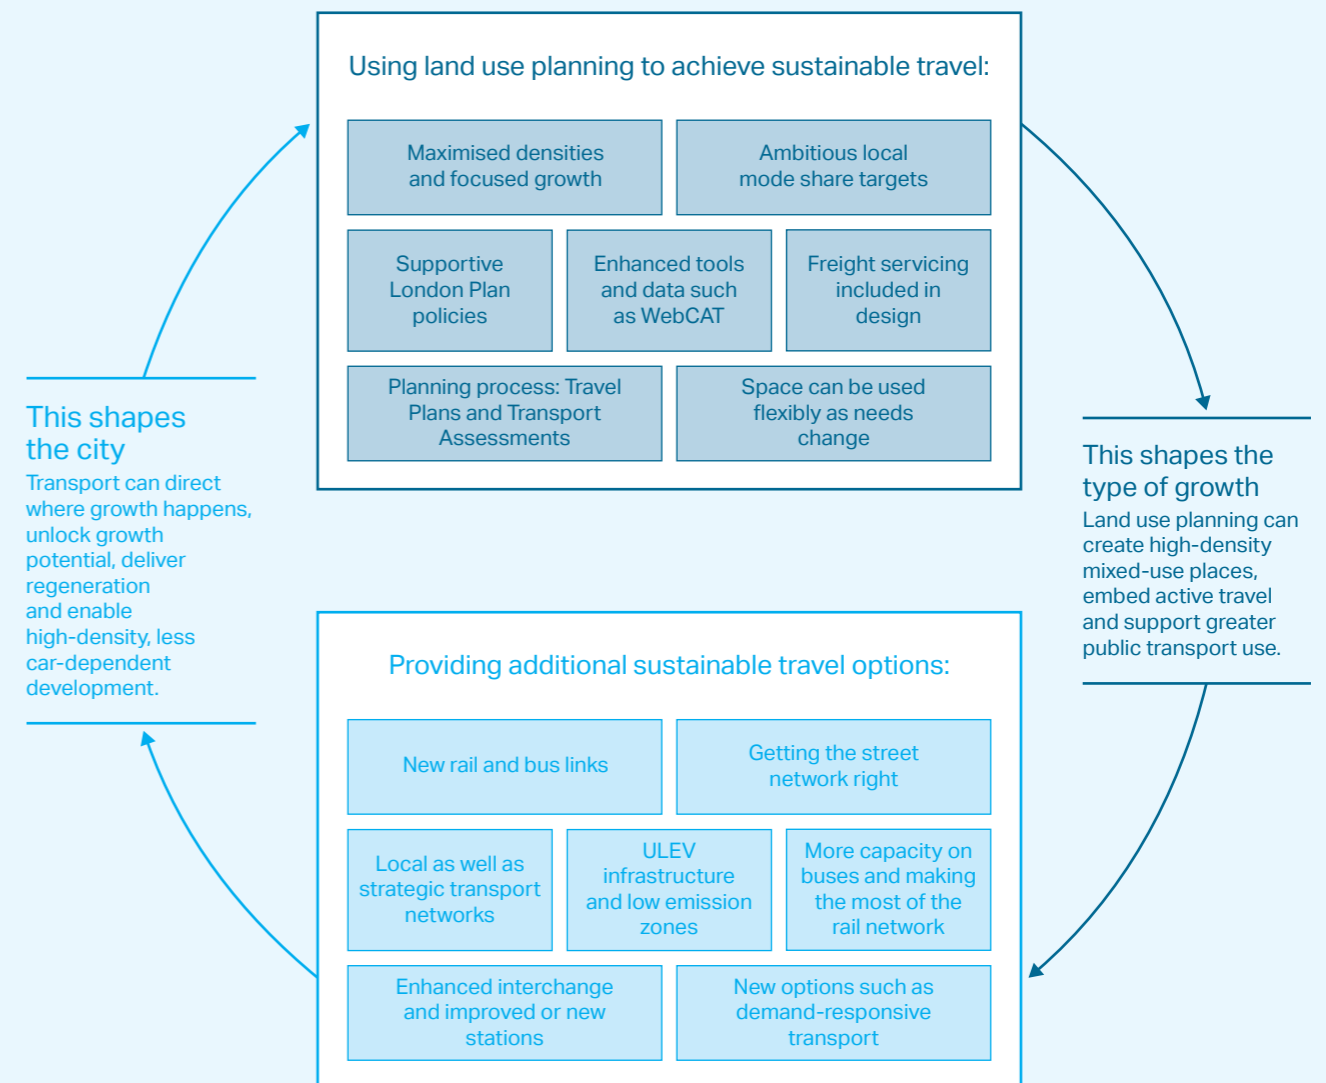 Using land use planning to achieve sustainable travel:
Maximised densities
and focused growth
Ambitious local
mode share targets
Supportive
London Plan
policies
Enhanced tools
and data such
as WebCAT
Freight servicing
included in
design
Planning process: Travel
Plans and Transport
Assessments
Space can be used
flexibly as needs
change
This shapes the
type of growth
Land use planning can
create high-density
mixed-use places,
embed active travel
and support greater
public transport use.
Providing additional sustainable travel options:
New rail and bus links
Getting the street
network right
Local as well as
strategic transport
networks
ULEV
infrastructure
and low emission
zones
More capacity on
buses and making
the most of the
rail network
Enhanced interchange
and improved or new
stations
New options such as
demand-responsive
transport
This shapes
the city
Transport can direct
where growth happens,
unlock growth
potential, deliver
regeneration
and enable
high-density, less
car-dependent
development.